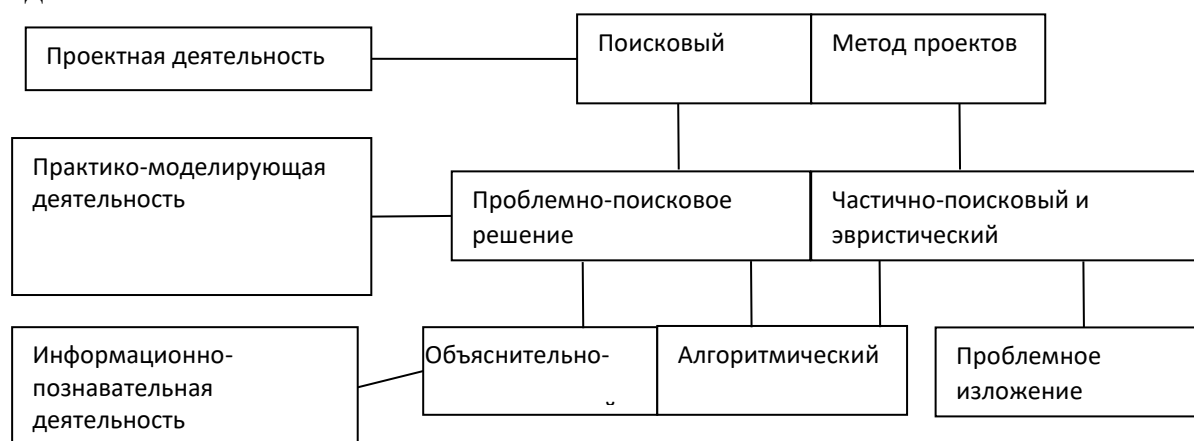 Проектная деятельность
Поисковый
Метод проектов
Практико-моделирующая
деятельность
Проблемно-поисковое
решение
Частично-поисковый и
эвристический
Информационно-
познавательная
деятельность
Объяснительно-
Алгоритмический
Проблемное
изложение